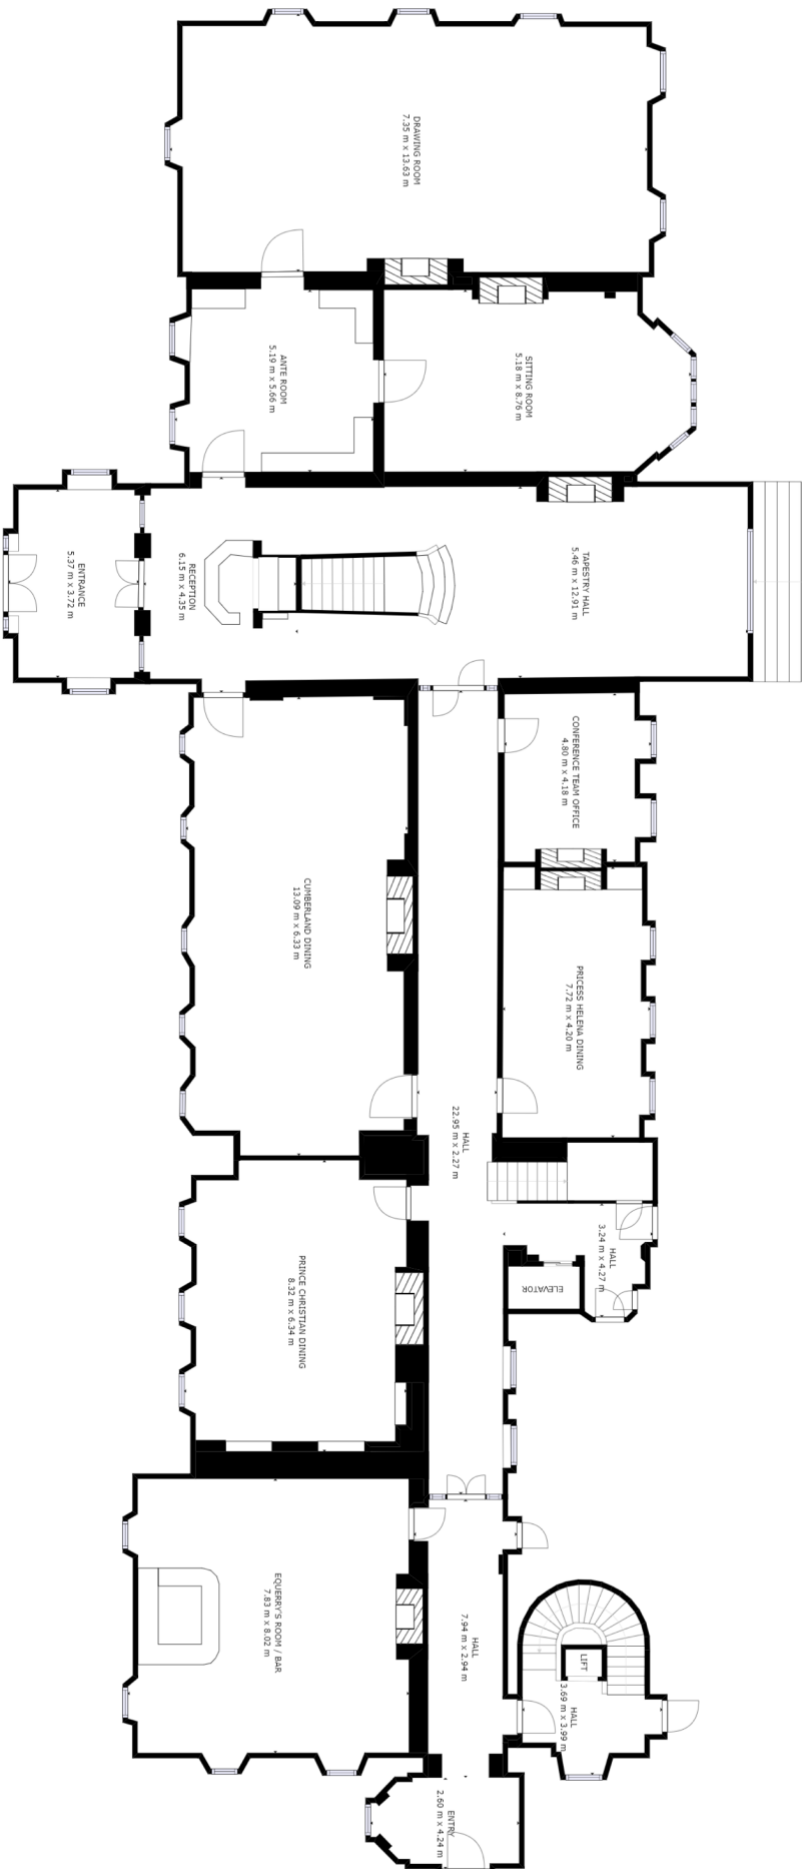 DRAWING ROOM
7.35 m x 13.63 m
ANTE ROOM
5.19 m x 5.66 m
SITTING ROOM
5.18 m x 8.76 m
ENTRANCE
5.37 m x 3.72 m
RECEPTION
6.15 m x 4.35 m
TAPESTRY HALL
5.46 m x 12.91 m
CONFERENCE TEAM OFFICE
4.80 m x 4.18 m
CUMBERLAND DINING
13.09 m x 6.33 m
PRICESS HELENA DINING
7.72 m x 4.20 m
HALL
22.95 m x 2.27 m
HALL
3.24 m x 4.27 m
ELEVATOR
PRINCE CHRISTIAN DINING
8.32 m x 6.34 m
EQUERRY'S ROOM / BAR
7.83 m x 8.02 m
HALL
7.94 m x 2.94 m
LIFT
HALL
3.69 m x 3.99 m
ENTRY
2.60 m x 4.24 m